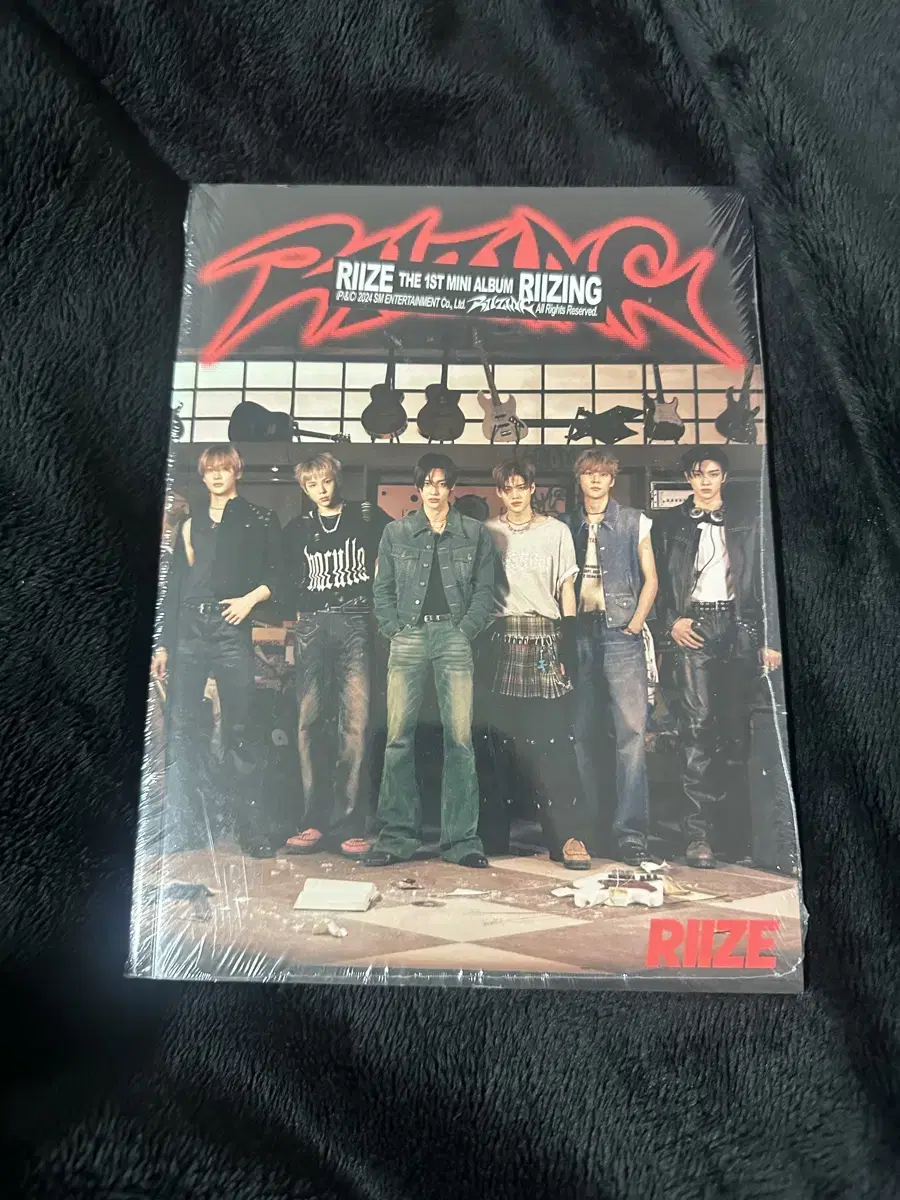 RIIZING
RIIZE THE 1ST MINI ALBUM RIIZING
(P)&(C) 2024 SM ENTERTAINMENT Co., Ltd. RIIZING All Rights Reserved.
RIIZE